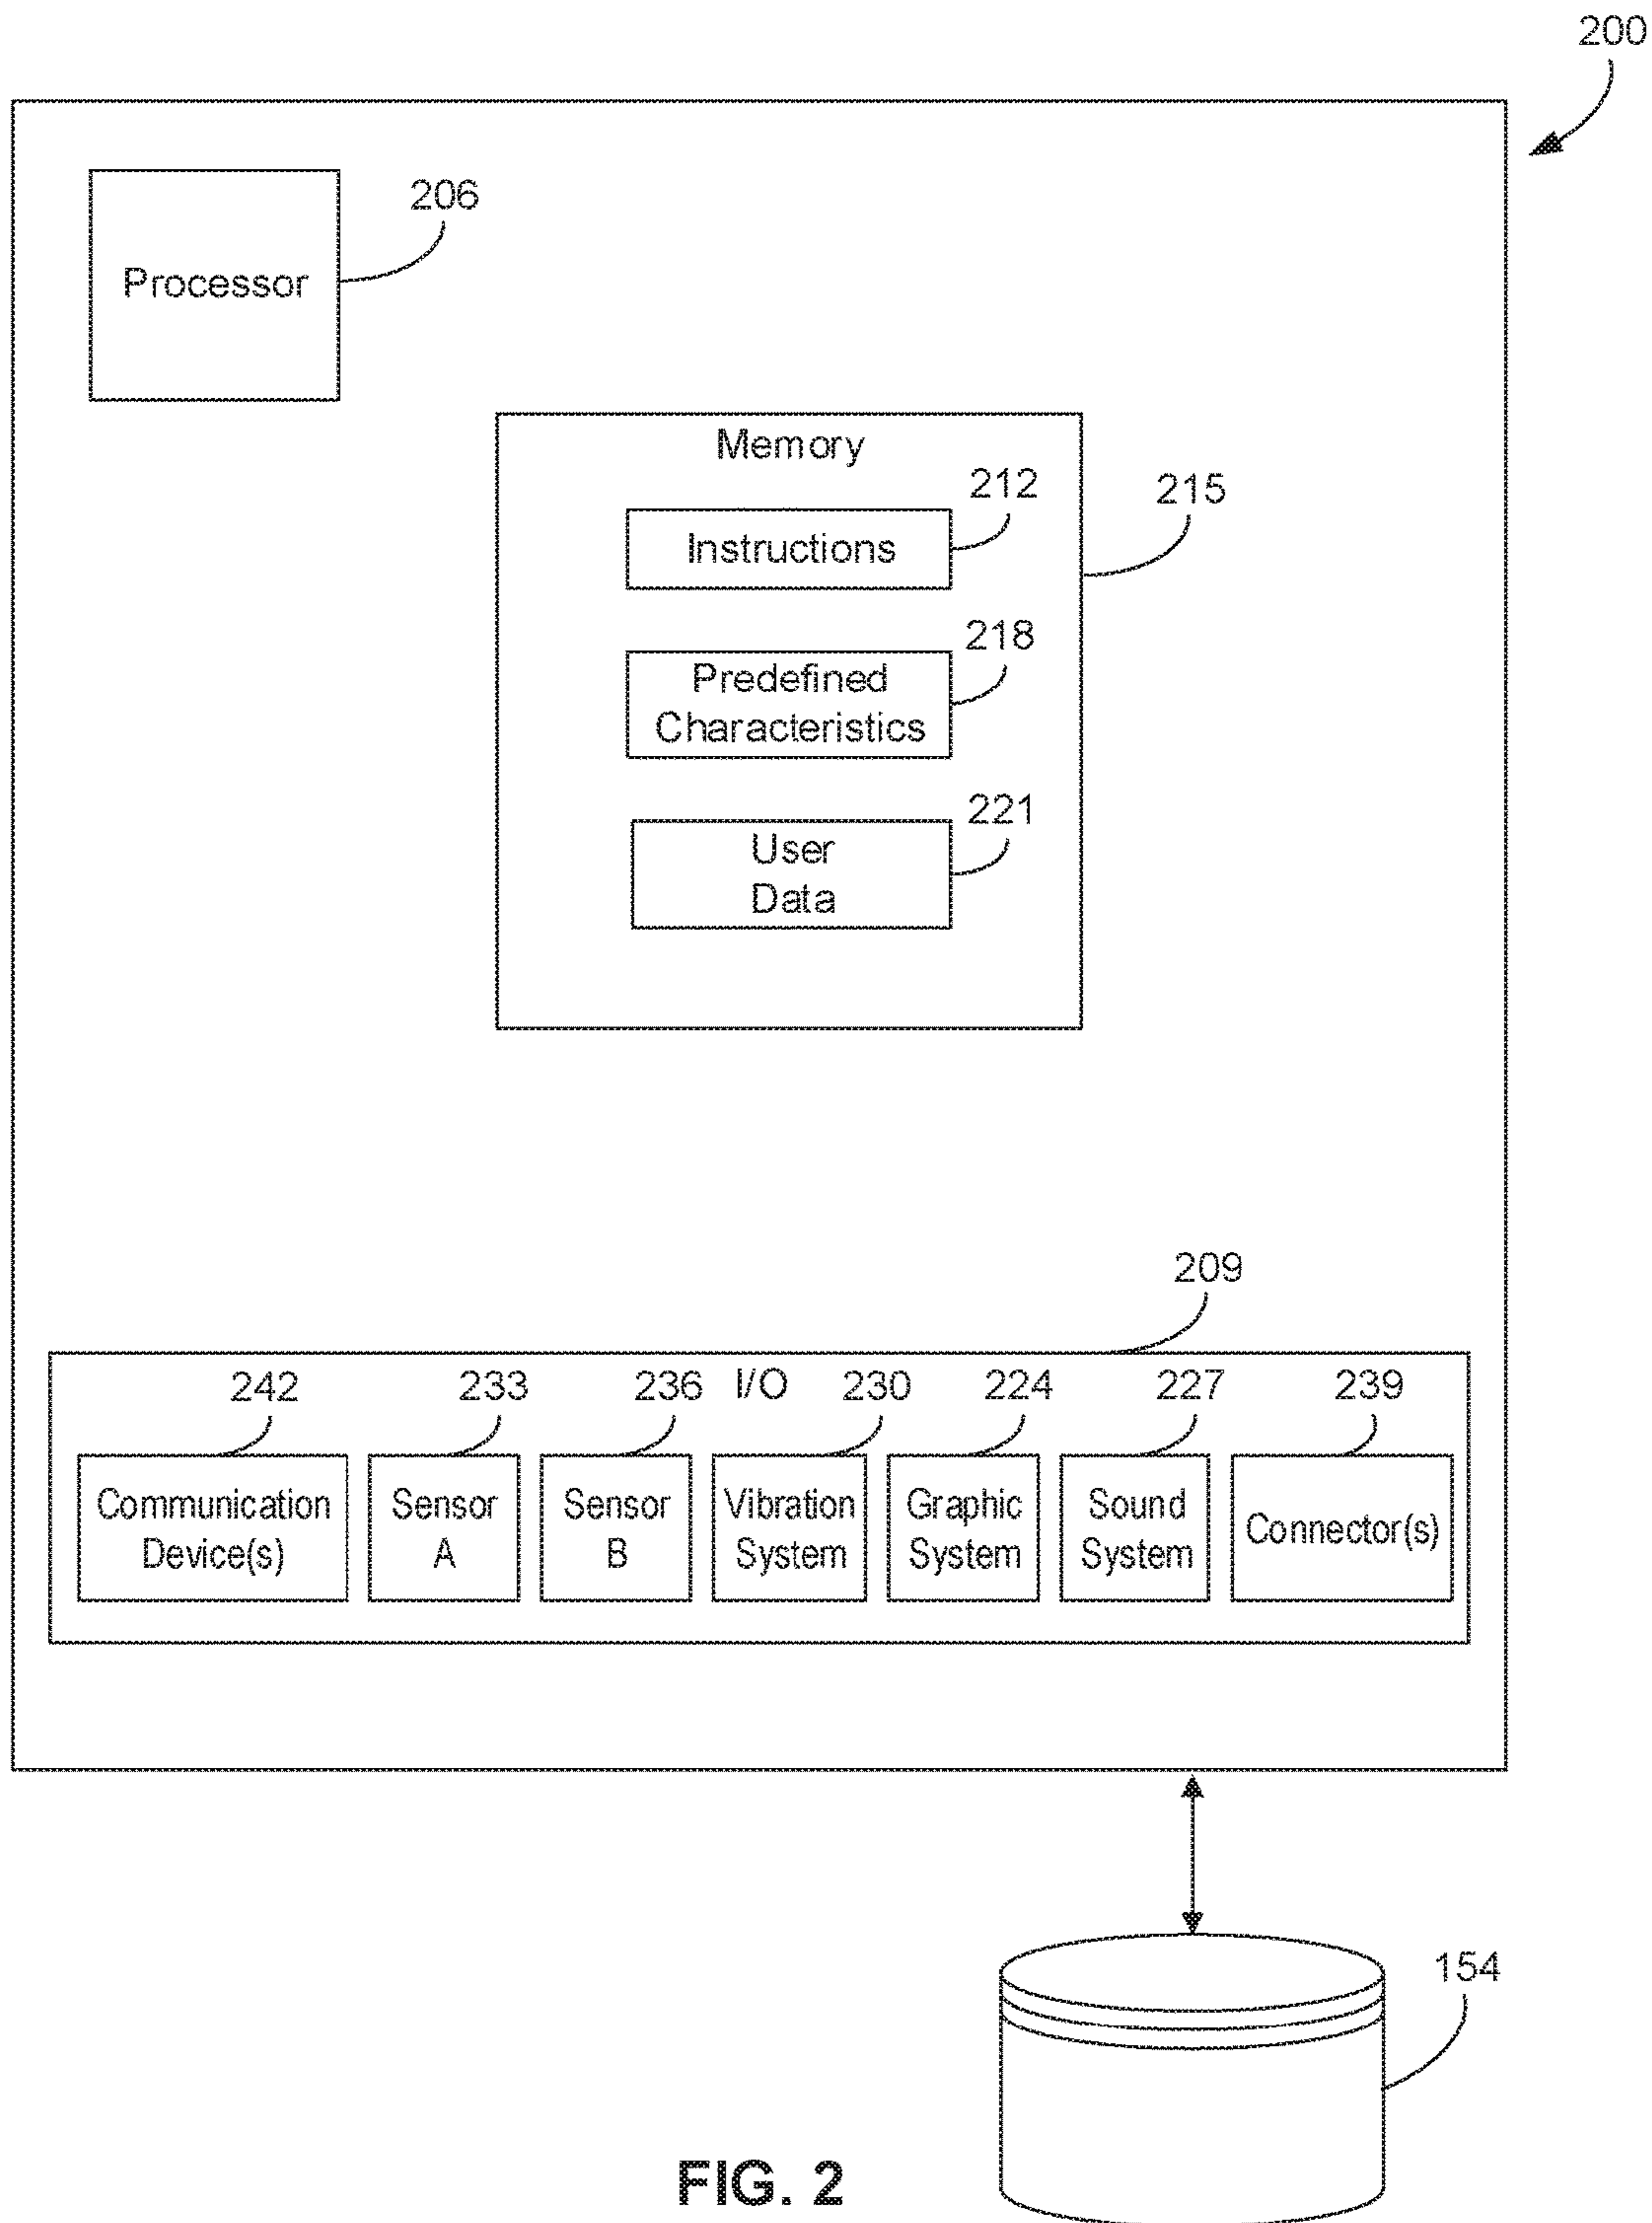 200
206
Processor
Memory
212
215
Instructions
218
Predefined
Characteristics
221
User
Data
209
242 233 236 I/O 230 224 227 239
Communication
Device(s)
Sensor
A
Sensor
B
Vibration
System
Graphic
System
Sound
System
Connector(s)
154
FIG. 2